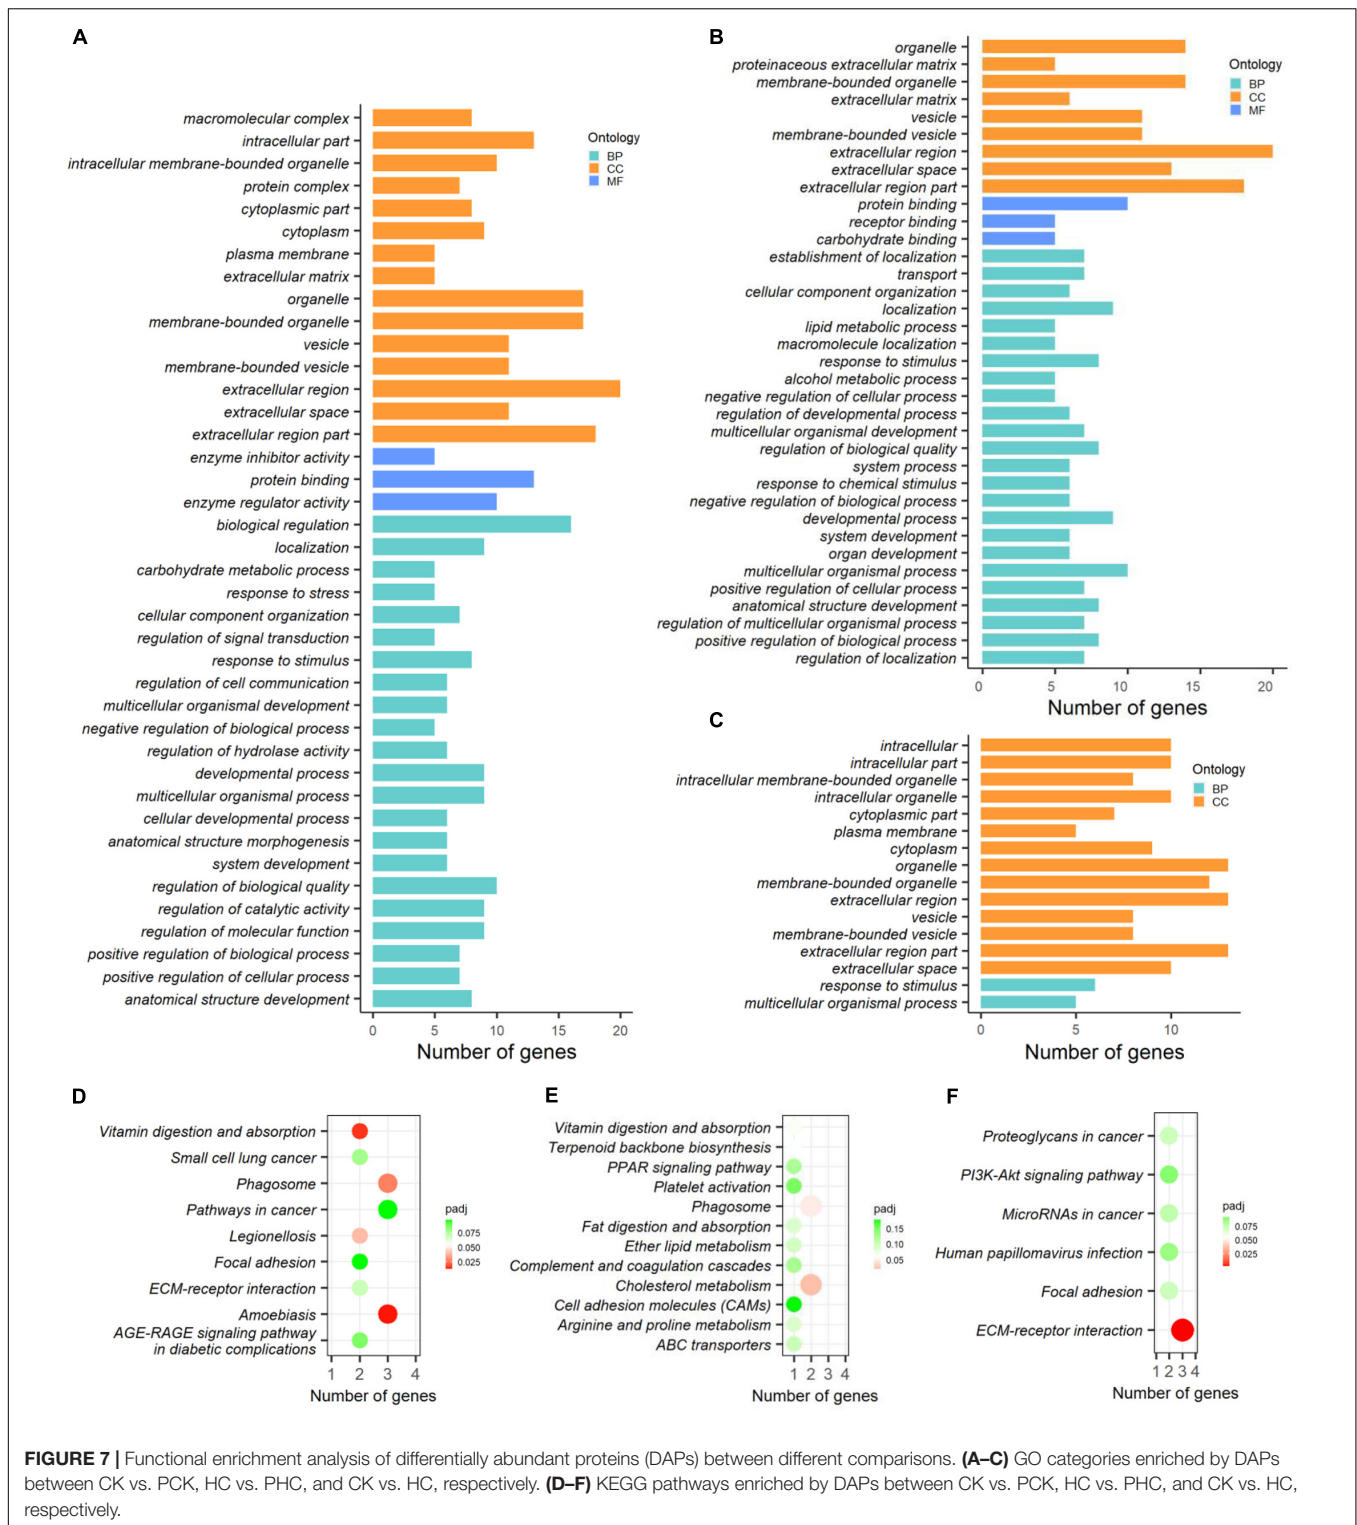 A
macromolecular complex
intracellular part
intracellular membrane-bounded organelle
protein complex
cytoplasmic part
cytoplasm
plasma membrane
extracellular matrix
organelle
membrane-bounded organelle
vesicle
membrane-bounded vesicle
extracellular region
extracellular space
extracellular region part
enzyme inhibitor activity
protein binding
enzyme regulator activity
biological regulation
localization
carbohydrate metabolic process
response to stress
cellular component organization
regulation of signal transduction
response to stimulus
regulation of cell communication
multicellular organismal development
negative regulation of biological process
regulation of hydrolase activity
developmental process
multicellular organismal process
cellular developmental process
anatomical structure morphogenesis
system development
regulation of biological quality
regulation of catalytic activity
regulation of molecular function
positive regulation of biological process
positive regulation of cellular process
anatomical structure development
0 5 10 15 20
Number of genes
Ontology
BP
CC
MF
B
organelle
proteinaceous extracellular matrix
membrane-bounded organelle
extracellular matrix
vesicle
membrane-bounded vesicle
extracellular region
extracellular space
extracellular region part
protein binding
receptor binding
carbohydrate binding
establishment of localization
transport
cellular component organization
localization
lipid metabolic process
macromolecule localization
response to stimulus
alcohol metabolic process
negative regulation of cellular process
regulation of developmental process
multicellular organismal development
regulation of biological quality
system process
response to chemical stimulus
negative regulation of biological process
developmental process
system development
organ development
multicellular organismal process
positive regulation of cellular process
anatomical structure development
regulation of multicellular organismal process
positive regulation of biological process
regulation of localization
0 5 10 15 20
Number of genes
Ontology
BP
CC
MF
C
intracellular
intracellular part
intracellular membrane-bounded organelle
intracellular organelle
cytoplasmic part
plasma membrane
cytoplasm
organelle
membrane-bounded organelle
extracellular region
vesicle
membrane-bounded vesicle
extracellular region part
extracellular space
response to stimulus
multicellular organismal process
0 5 10
Number of genes
Ontology
BP
CC
D
Vitamin digestion and absorption
Small cell lung cancer
Phagosome
Pathways in cancer
Legionellosis
Focal adhesion
ECM-receptor interaction
Amoebiasis
AGE-RAGE signaling pathway
in diabetic complications
1 2 3 4
Number of genes
padj
0.075
0.050
0.025
E
Vitamin digestion and absorption
Terpenoid backbone biosynthesis
PPAR signaling pathway
Platelet activation
Phagosome
Fat digestion and absorption
Ether lipid metabolism
Complement and coagulation cascades
Cholesterol metabolism
Cell adhesion molecules (CAMs)
Arginine and proline metabolism
ABC transporters
1 2 3 4
Number of genes
padj
0.15
0.10
0.05
F
Proteoglycans in cancer
PI3K-Akt signaling pathway
MicroRNAs in cancer
Human papillomavirus infection
Focal adhesion
ECM-receptor interaction
1 2 3 4
Number of genes
padj
0.075
0.050
0.025
FIGURE 7 | Functional enrichment analysis of differentially abundant proteins (DAPs) between different comparisons. (A–C) GO categories enriched by DAPs
between CK vs. PCK, HC vs. PHC, and CK vs. HC, respectively. (D–F) KEGG pathways enriched by DAPs between CK vs. PCK, HC vs. PHC, and CK vs. HC,
respectively.